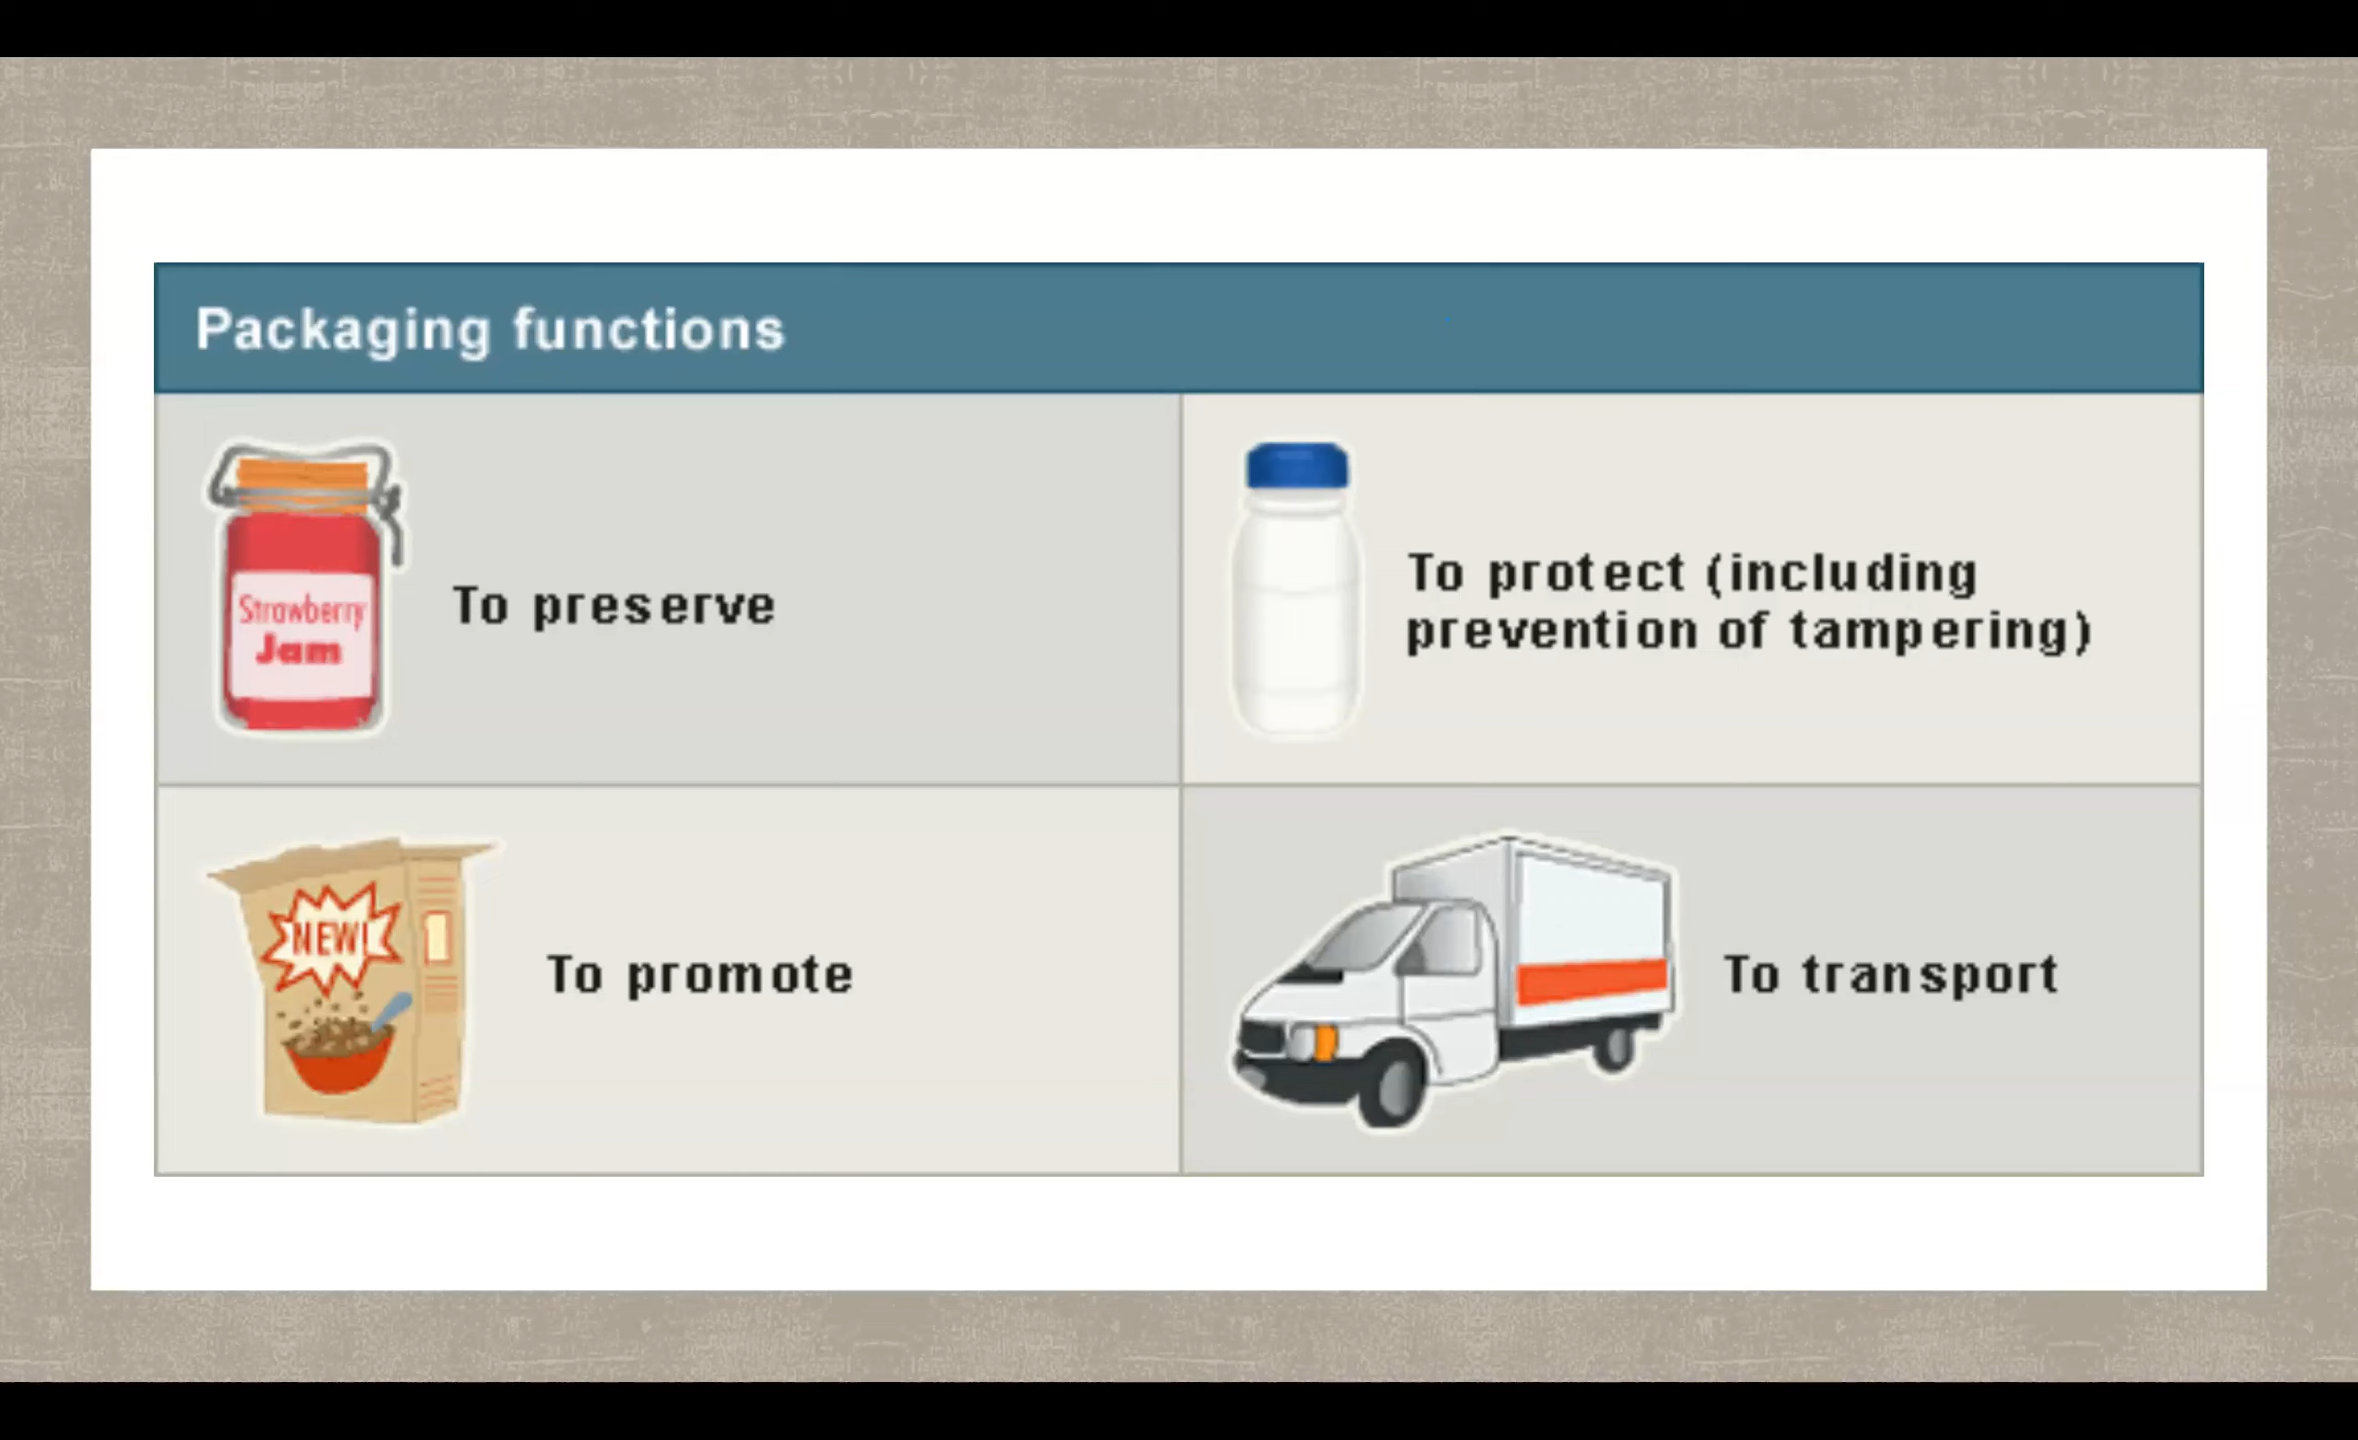 Packaging functions
Strawberry
Jam
To preserve
To protect (including
prevention of tampering)
NEW!
To promote
To transport